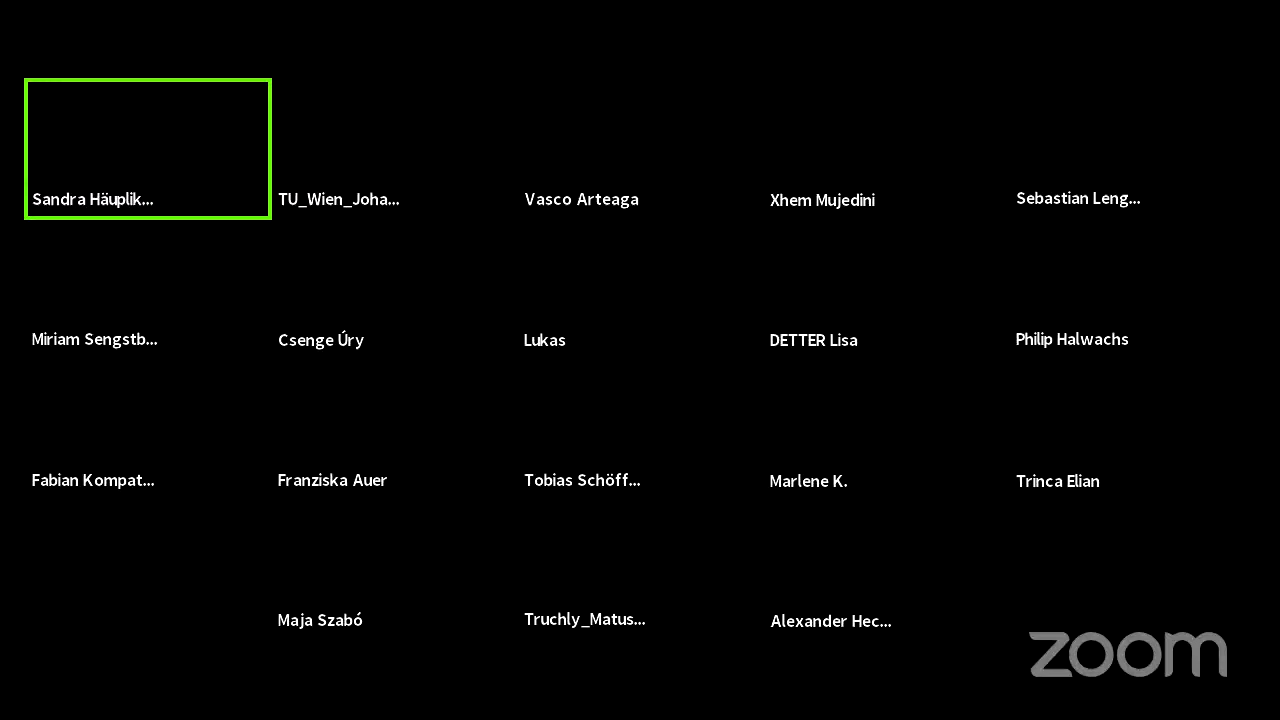 Sandra Häuplik...
TU_Wien_Joha...
Vasco Arteaga
Xhem Mujedini
Sebastian Leng...
Miriam Sengstb...
Csenge Úry
Lukas
DETTER Lisa
Philip Halwachs
Fabian Kompat...
Franziska Auer
Tobias Schöff...
Marlene K.
Trinca Elian
Maja Szabó
Truchly_Matus...
Alexander Hec...
zoom